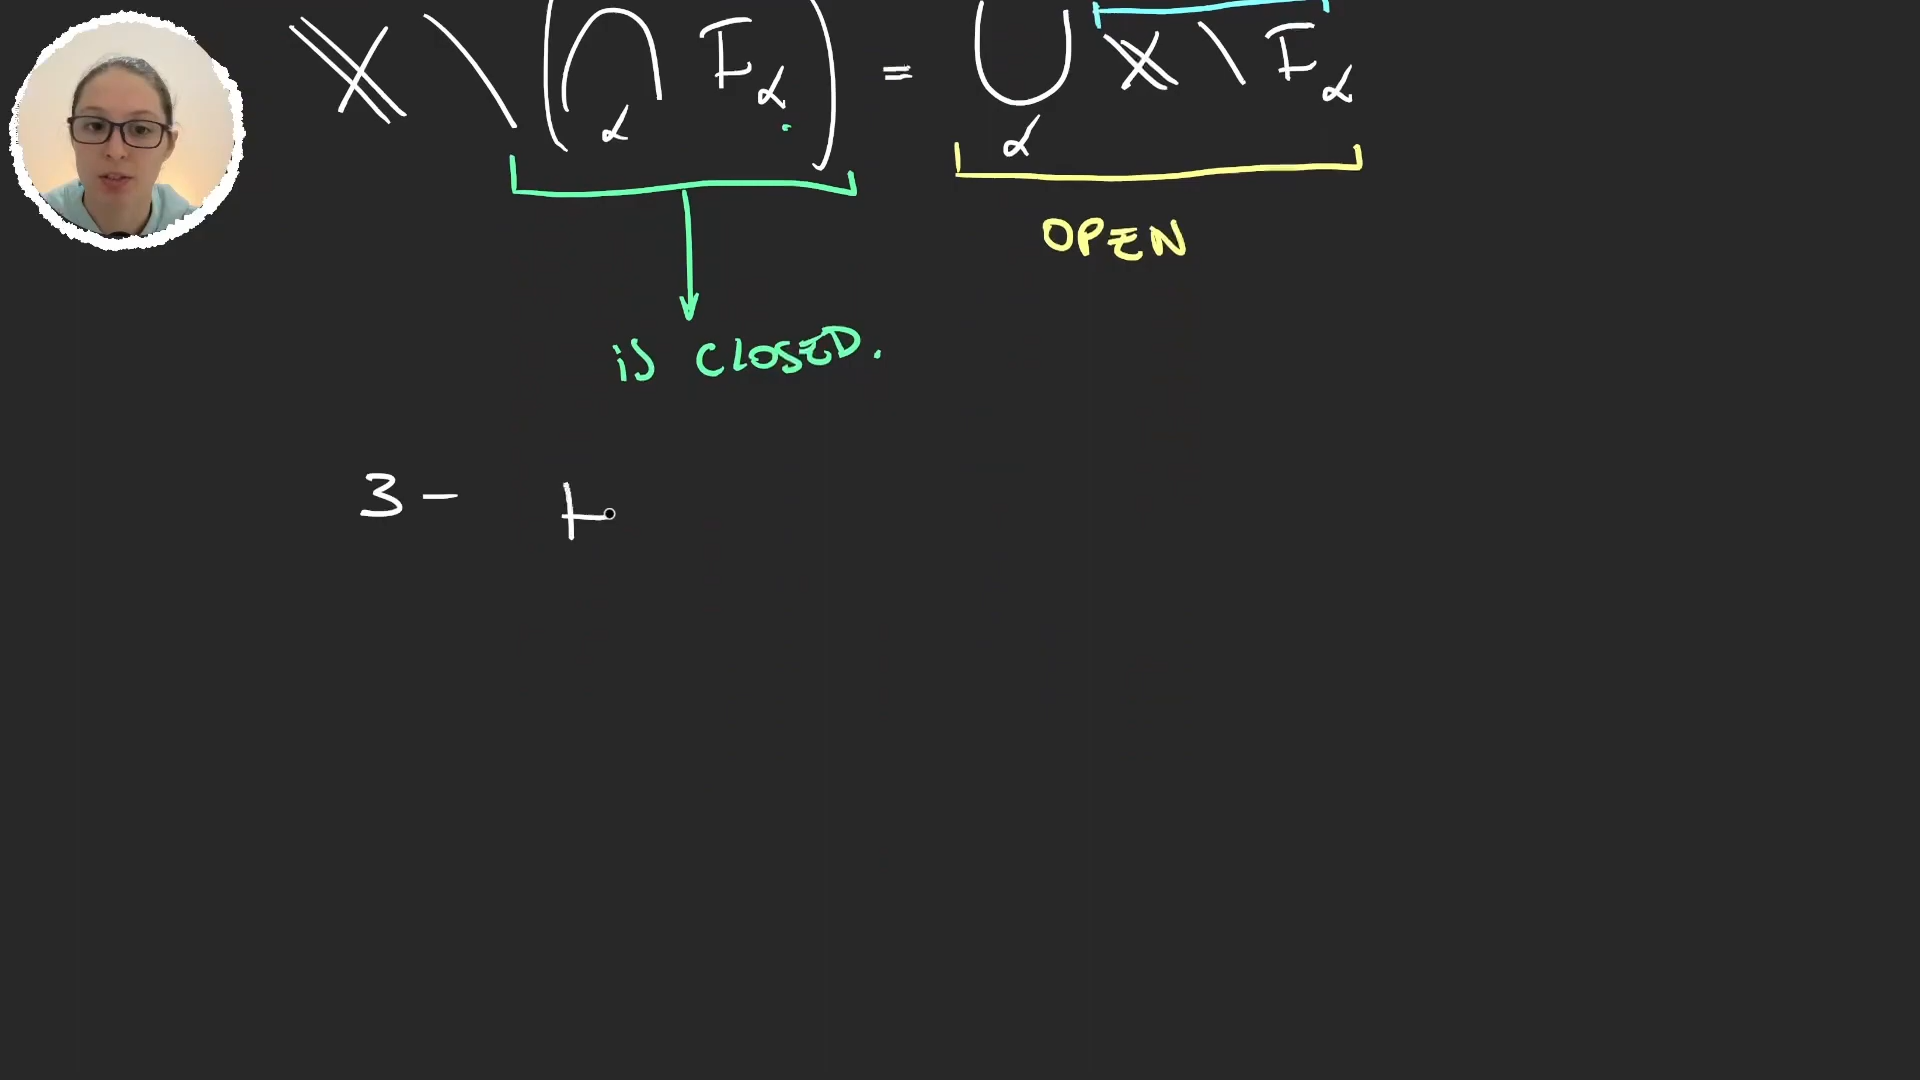 𝕏 \ (⋂_α F_α) = ⋃_α 𝕏 \ F_α
OPEN
is CLOSED.
3-